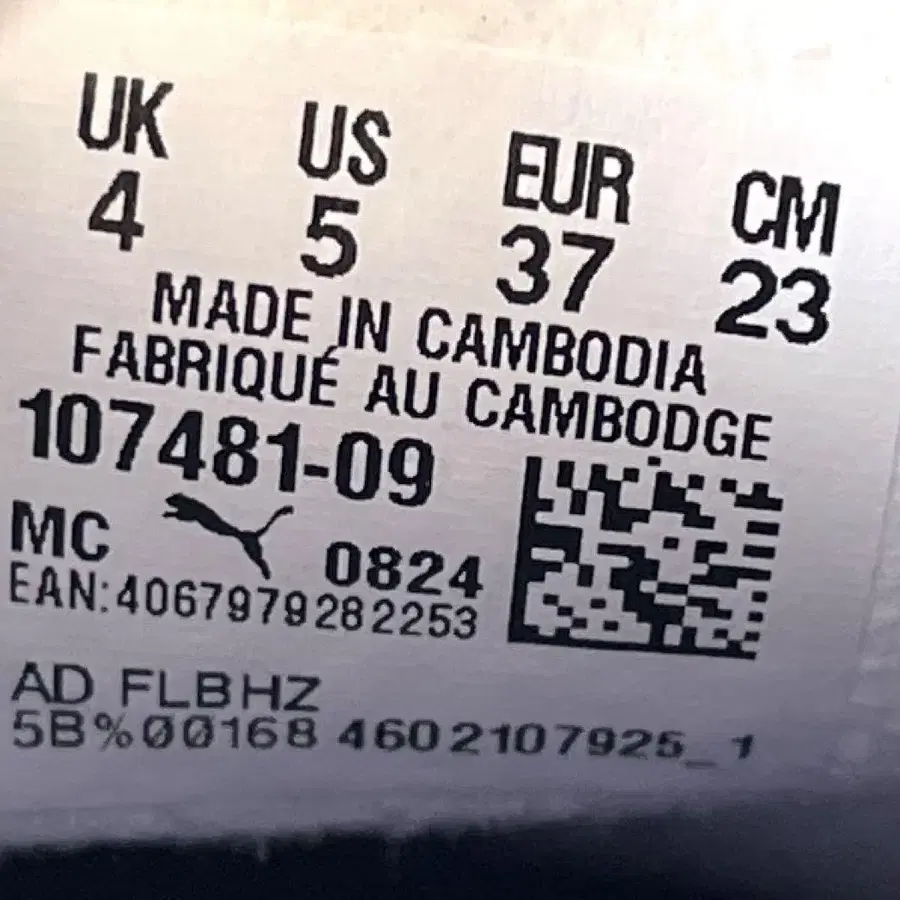 UK US EUR CM
4 5 37 23
MADE IN CAMBODIA
FABRIQUÉ AU CAMBODGE
107481-09
MC 0824
EAN:4067979282253
AD FLBHZ
5B%00168 4602107925_1